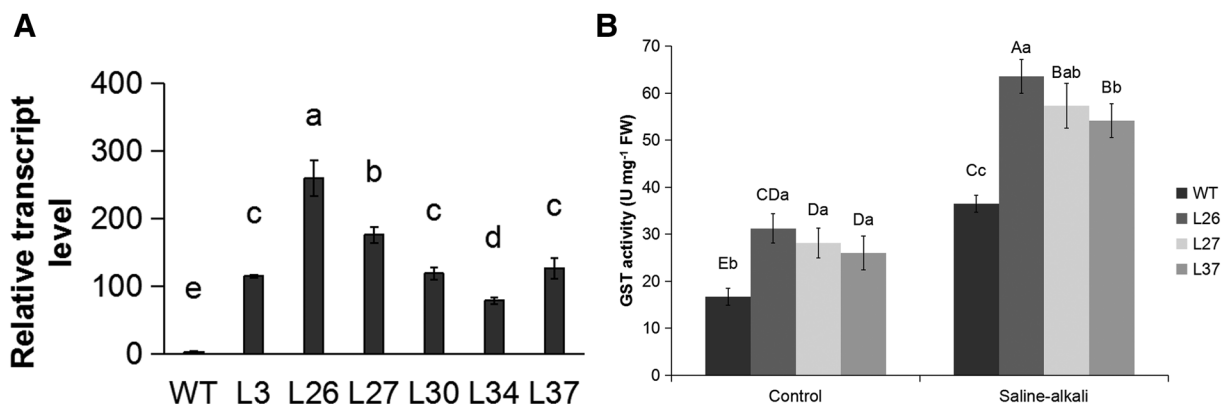 A
Relative transcript
level
400
300
200
100
0
e
c
a
b
c
d
c
WT L3 L26 L27 L30 L34 L37
B
GST activity (U mg⁻¹ FW)
70
60
50
40
30
20
10
0
Eb
CDa
Da
Da
Cc
Aa
Bab
Bb
Control
Saline-alkali
WT
L26
L27
L37